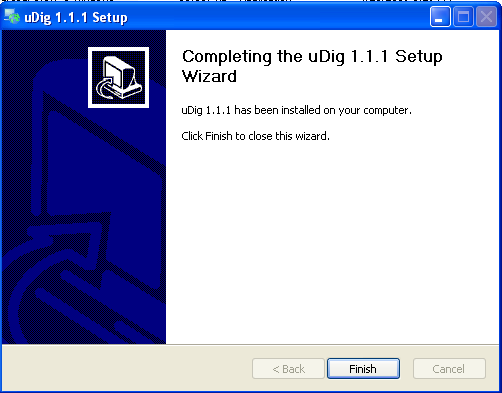 uDig 1.1.1 Setup
Completing the uDig 1.1.1 Setup
Wizard
uDig 1.1.1 has been installed on your computer.
Click Finish to close this wizard.
< Back
Finish
Cancel